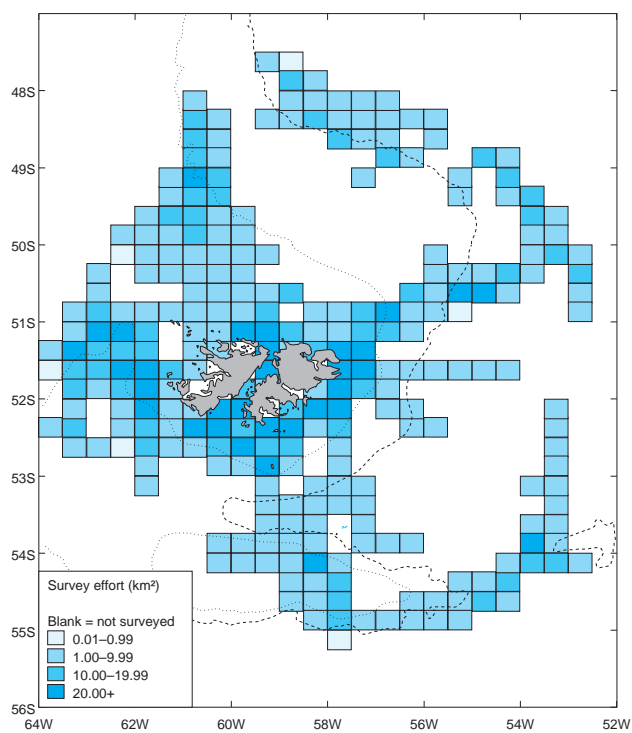 48S
49S
50S
51S
52S
53S
54S
55S
56S
Survey effort (km²)
Blank = not surveyed
0.01–0.99
1.00–9.99
10.00–19.99
20.00+
64W 62W 60W 58W 56W 54W 52W